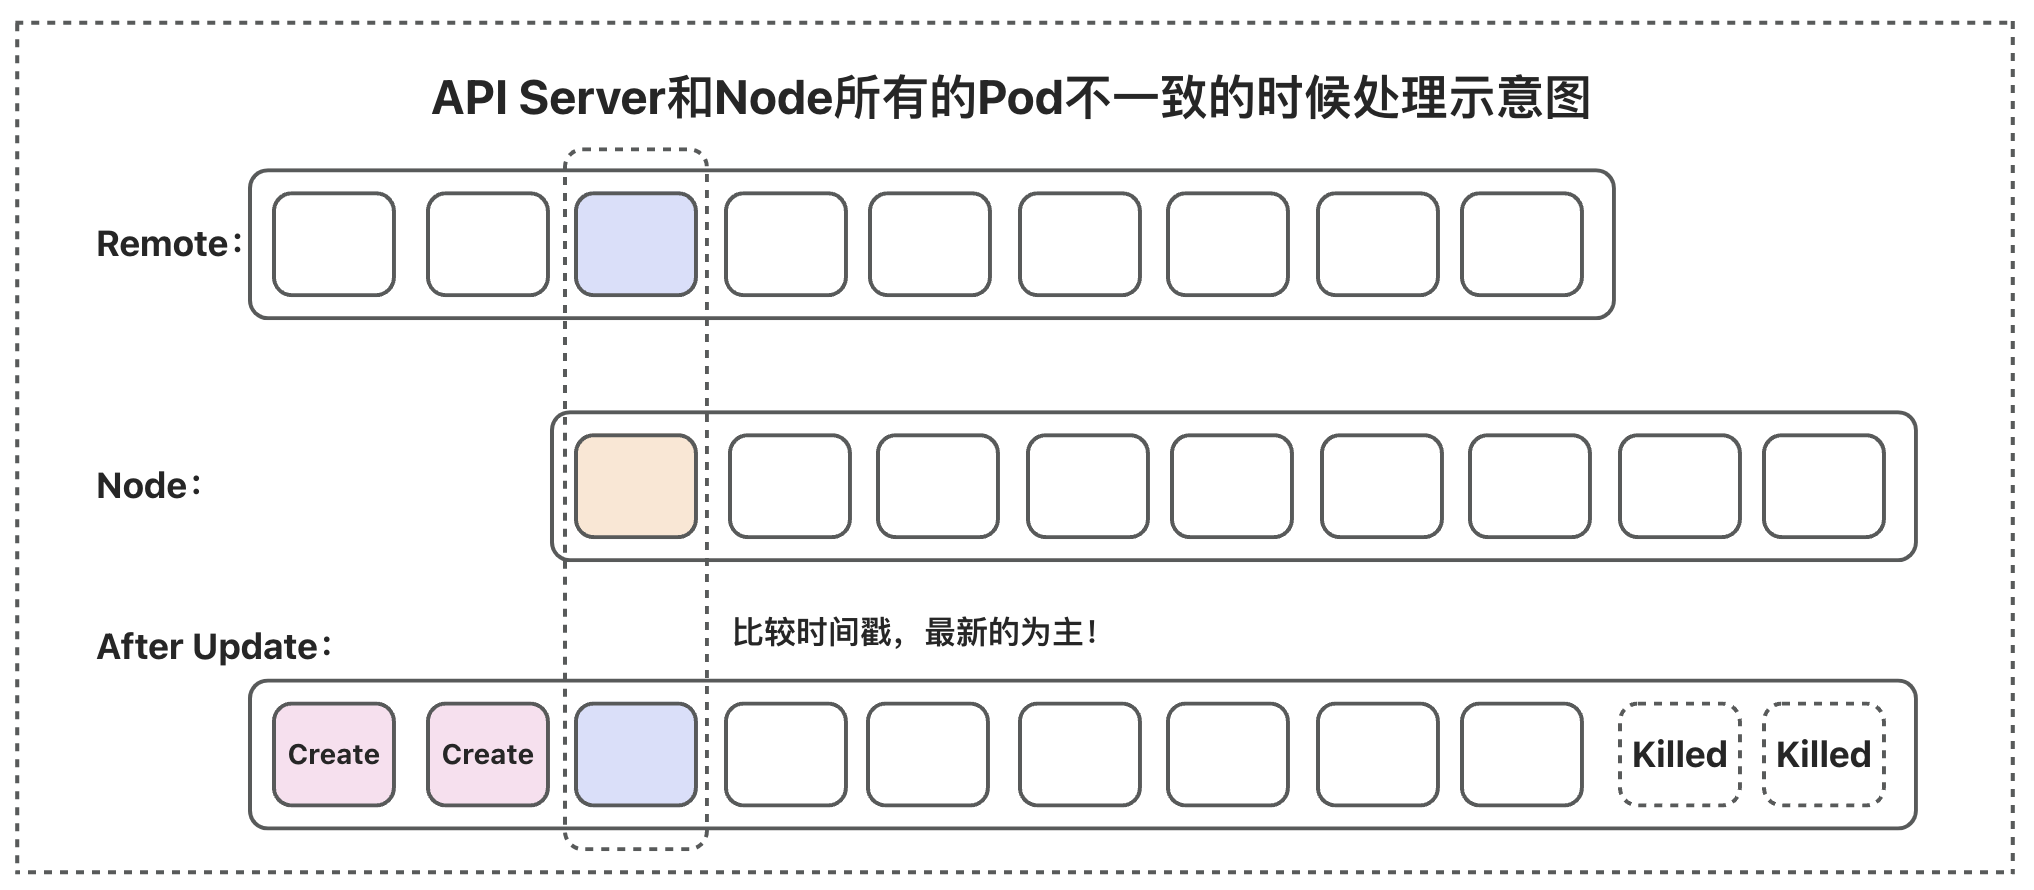 API Server和Node所有的Pod不一致的时候处理示意图
Remote：
Node：
After Update：
比较时间戳，最新的为主！
Create
Create
Killed
Killed